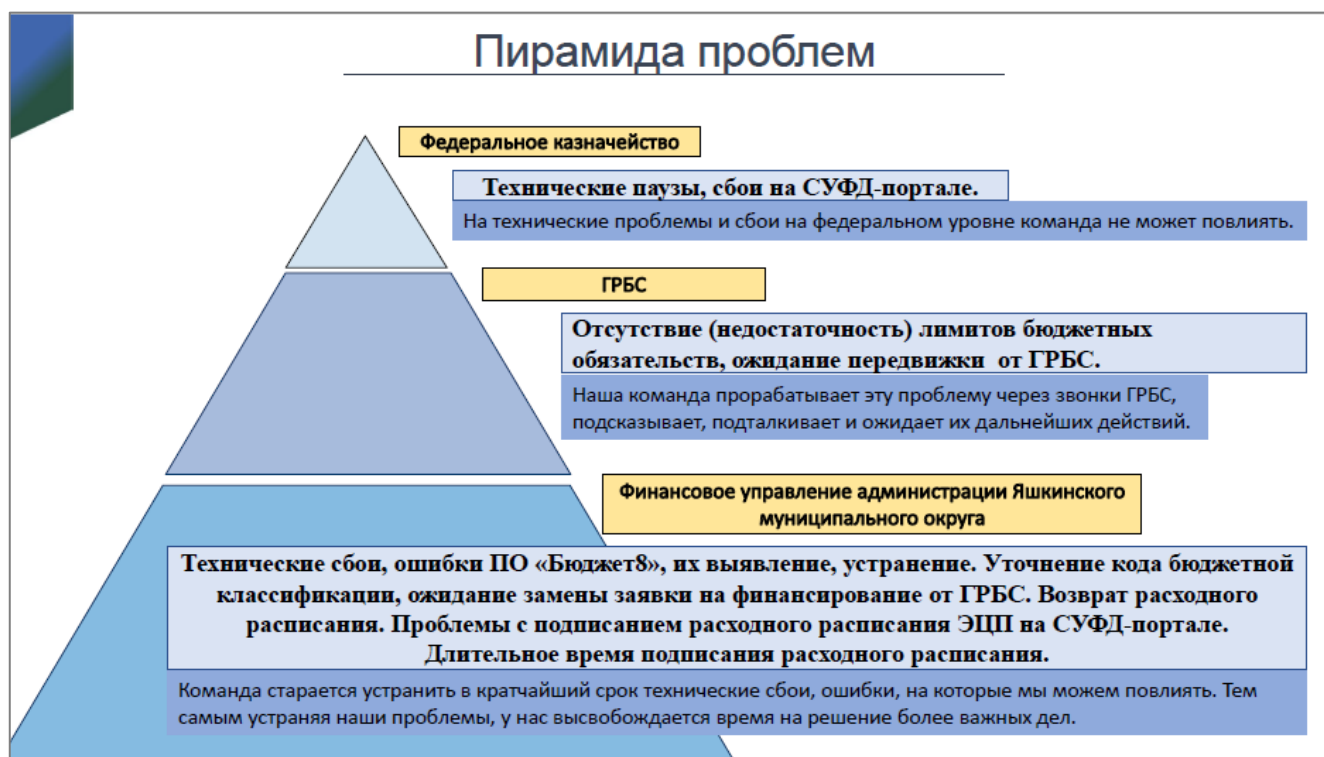 Пирамида проблем
Федеральное казначейство
Технические паузы, сбои на СУФД-портале.
На технические проблемы и сбои на федеральном уровне команда не может повлиять.
ГРБС
Отсутствие (недостаточность) лимитов бюджетных
обязательств, ожидание передвижки от ГРБС.
Наша команда прорабатывает эту проблему через звонки ГРБС,
подсказывает, подталкивает и ожидает их дальнейших действий.
Финансовое управление администрации Яшкинского
муниципального округа
Технические сбои, ошибки ПО «Бюджет8», их выявление, устранение. Уточнение кода бюджетной
классификации, ожидание замены заявки на финансирование от ГРБС. Возврат расходного
расписания. Проблемы с подписанием расходного расписания ЭЦП на СУФД-портале.
Длительное время подписания расходного расписания.
Команда старается устранить в кратчайший срок технические сбои, ошибки, на которые мы можем повлиять. Тем
самым устраняя наши проблемы, у нас высвобождается время на решение более важных дел.